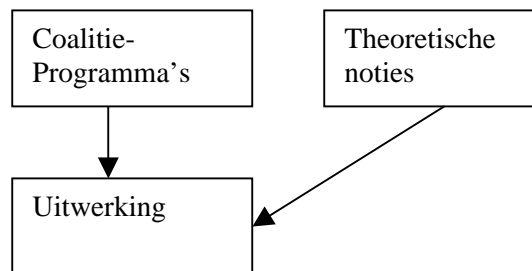 Coalitie-
Programma’s
Theoretische
noties
Uitwerking